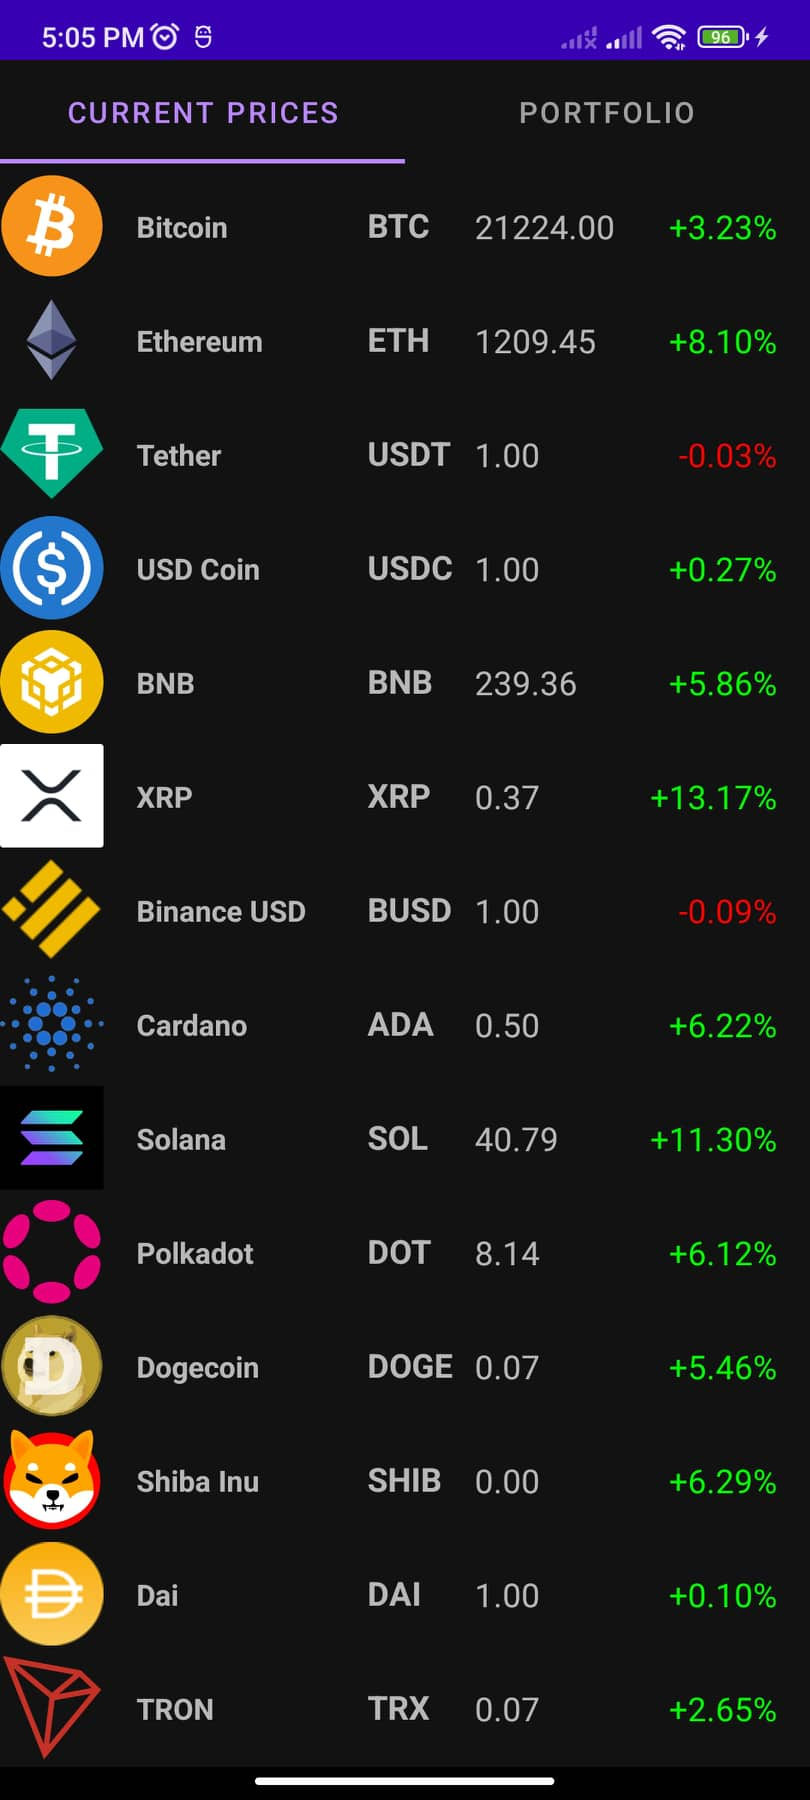 5:05 PM 96
CURRENT PRICES PORTFOLIO
Bitcoin BTC 21224.00 +3.23%
Ethereum ETH 1209.45 +8.10%
Tether USDT 1.00 -0.03%
USD Coin USDC 1.00 +0.27%
BNB BNB 239.36 +5.86%
XRP XRP 0.37 +13.17%
Binance USD BUSD 1.00 -0.09%
Cardano ADA 0.50 +6.22%
Solana SOL 40.79 +11.30%
Polkadot DOT 8.14 +6.12%
Dogecoin DOGE 0.07 +5.46%
Shiba Inu SHIB 0.00 +6.29%
Dai DAI 1.00 +0.10%
TRON TRX 0.07 +2.65%